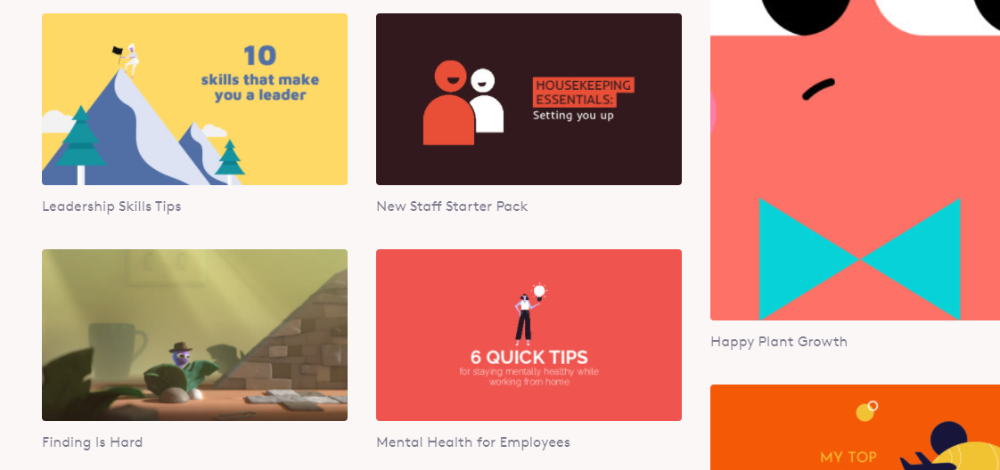 10
skills that make
you a leader
Leadership Skills Tips
HOUSEKEEPING
ESSENTIALS:
Setting you up
New Staff Starter Pack
Finding Is Hard
6 QUICK TIPS
for staying mentally healthy while
working from home
Mental Health for Employees
Happy Plant Growth
MY TOP